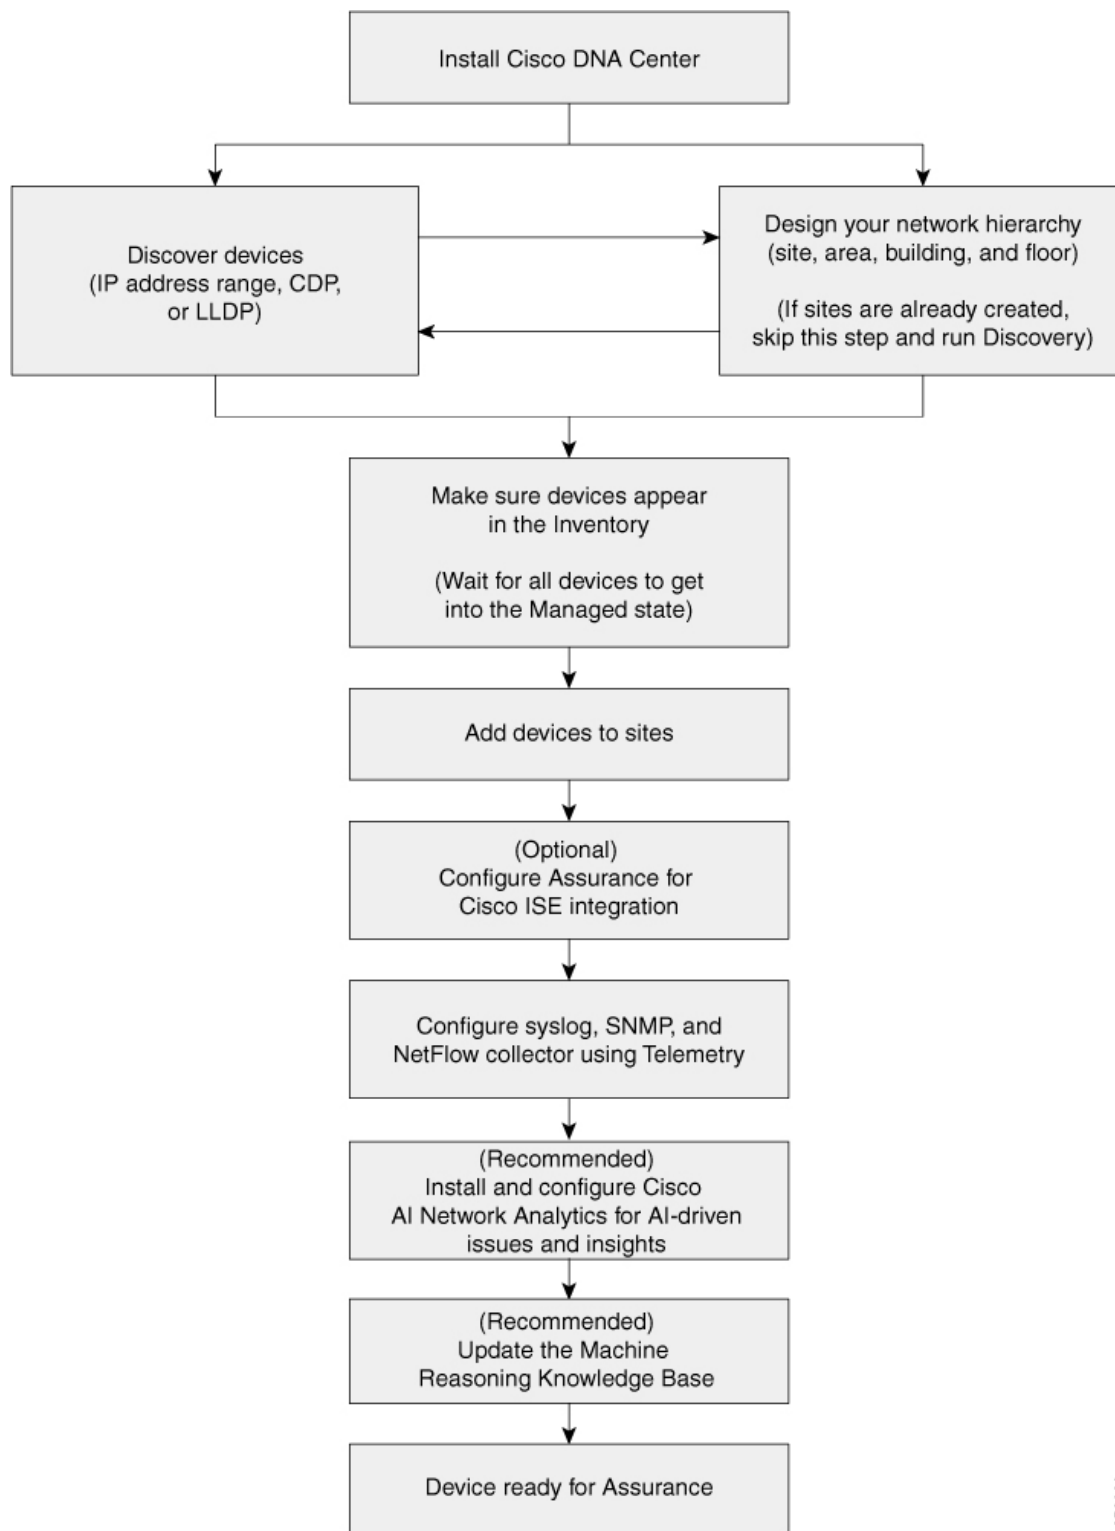 Install Cisco DNA Center
Discover devices
(IP address range, CDP,
or LLDP)
Design your network hierarchy
(site, area, building, and floor)
(If sites are already created,
skip this step and run Discovery)
Make sure devices appear
in the Inventory
(Wait for all devices to get
into the Managed state)
Add devices to sites
(Optional)
Configure Assurance for
Cisco ISE integration
Configure syslog, SNMP, and
NetFlow collector using Telemetry
(Recommended)
Install and configure Cisco
AI Network Analytics for AI-driven
issues and insights
(Recommended)
Update the Machine
Reasoning Knowledge Base
Device ready for Assurance